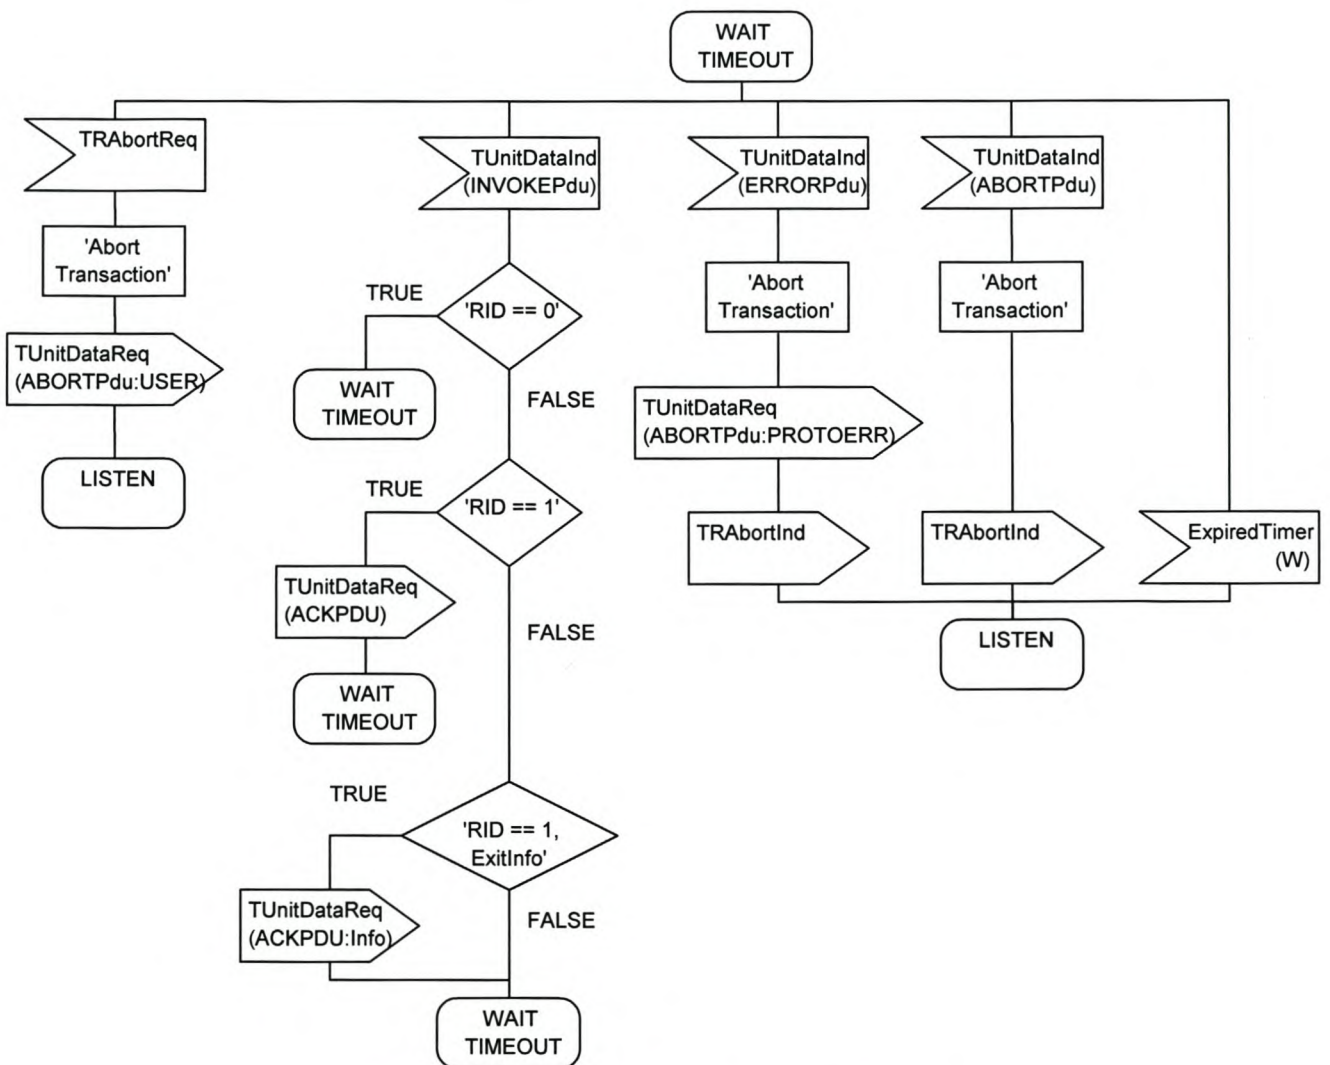 WAIT
TIMEOUT
TRAbortReq
'Abort
Transaction'
TUnitDataReq
(ABORTPdu:USER)
LISTEN
TUnitDataInd
(INVOKEPdu)
'RID == 0'
TRUE
WAIT
TIMEOUT
FALSE
'RID == 1'
TRUE
TUnitDataReq
(ACKPDU)
WAIT
TIMEOUT
FALSE
'RID == 1,
ExitInfo'
TRUE
TUnitDataReq
(ACKPDU:Info)
FALSE
WAIT
TIMEOUT
TUnitDataInd
(ERRORPdu)
'Abort
Transaction'
TUnitDataReq
(ABORTPdu:PROTOERR)
TRAbortInd
TUnitDataInd
(ABORTPdu)
'Abort
Transaction'
TRAbortInd
ExpiredTimer
(W)
LISTEN